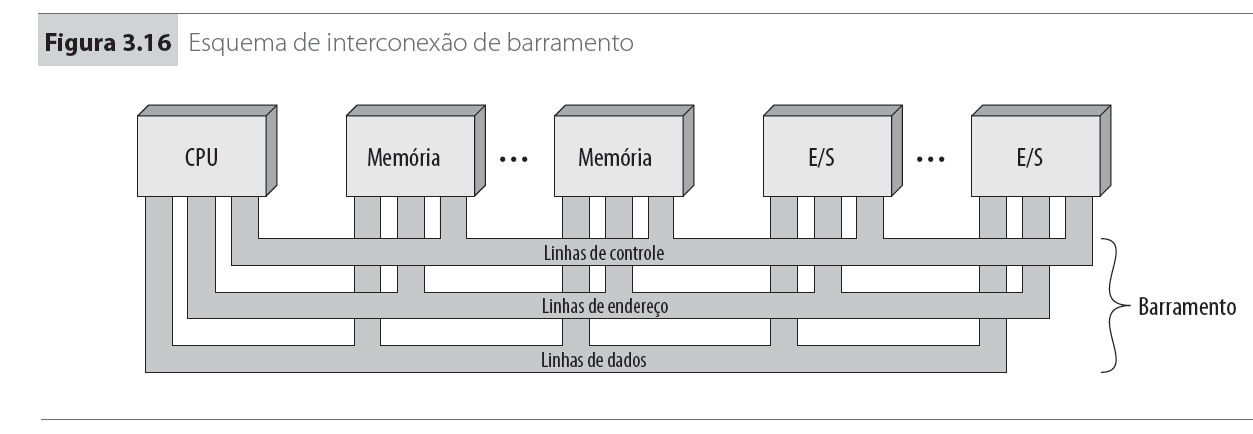 Figura 3.16 Esquema de interconexão de barramento
CPU Memória ... Memória E/S ... E/S
Linhas de controle
Linhas de endereço
Barramento
Linhas de dados